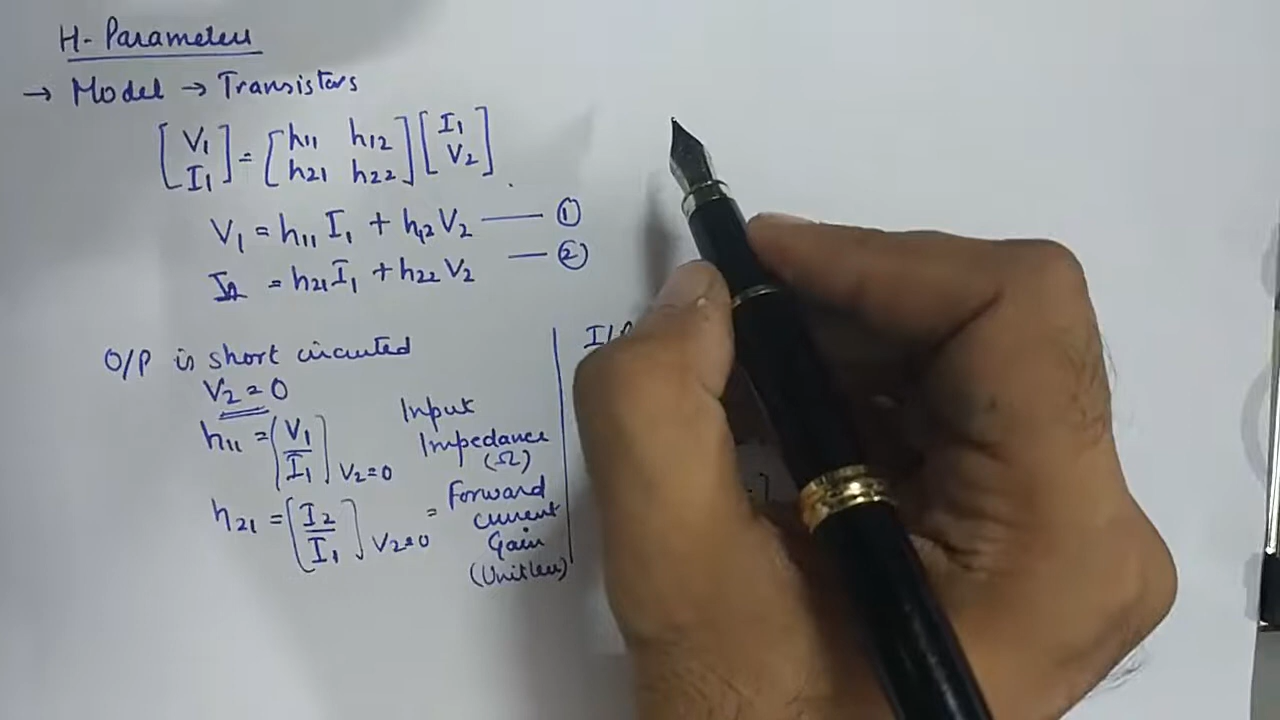 H-Parameters
→ Model → Transistors
[V₁ I₁] = [h₁₁ h₁₂ h₂₁ h₂₂] [I₁ V₂]
V₁ = h₁₁ I₁ + h₁₂ V₂ —— ①
I₂ = h₂₁ I₁ + h₂₂ V₂ —— ②
O/P is short circuited
V₂ = 0
h₁₁ = [V₁/I₁] V₂=0 Input Impedance (Ω)
h₂₁ = [I₂/I₁] V₂=0 = Forward current Gain (Unitless)